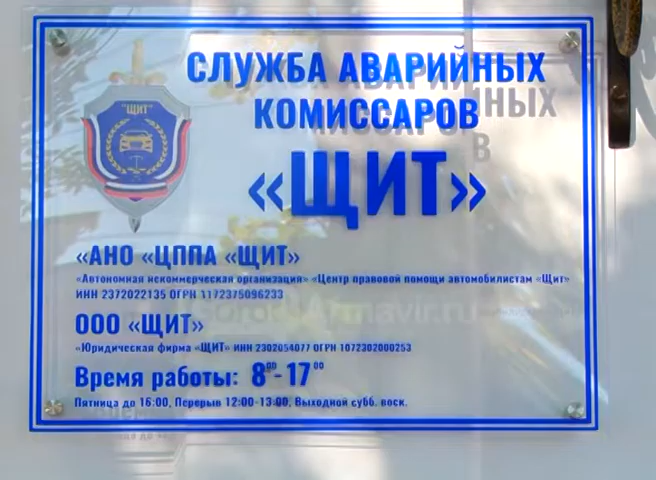 СЛУЖБА АВАРИЙНЫХ
КОМИССАРОВ
«ЩИТ»
"ЩИТ"
«АНО «ЦППА «ЩИТ»
«Автономная некоммерческая организация» «Центр правовой помощи автомобилистам «Щит»
ИНН 2372022135 ОГРН 1172375096233
ООО «ЩИТ»
«Юридическая фирма «ЩИТ» ИНН 2302054077 ОГРН 1072302000253
Время работы: 8⁰⁰-17⁰⁰
Пятница до 16:00, Перерыв 12:00-13:00, Выходной субб. воск.